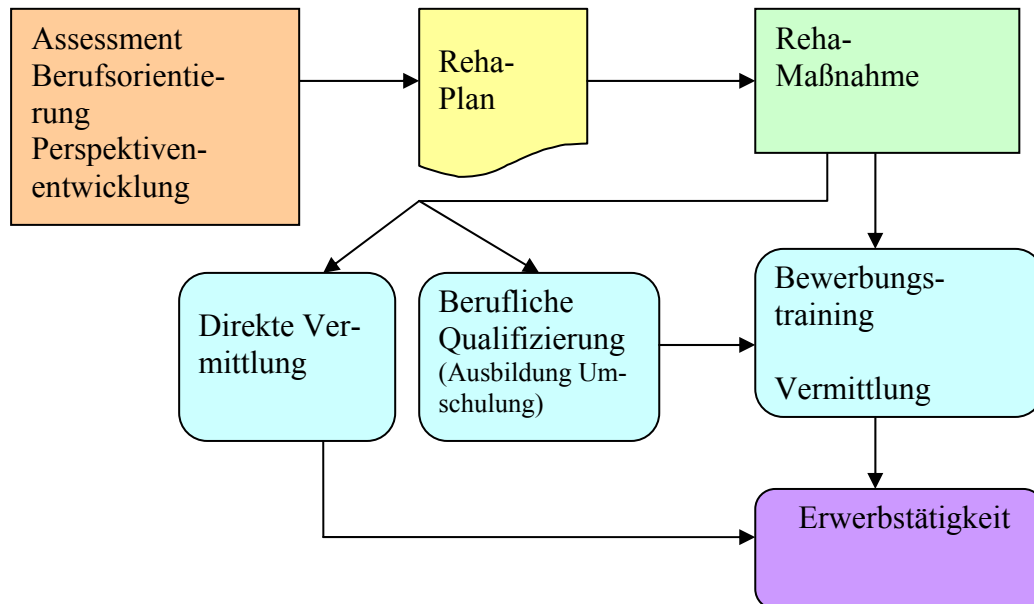 Assessment
Berufsorientie-
rung
Perspektiven-
entwicklung
Reha-
Plan
Reha-
Maßnahme
Direkte Ver-
mittlung
Berufliche
Qualifizierung
(Ausbildung Um-
schulung)
Bewerbungs-
training
Vermittlung
Erwerbstätigkeit